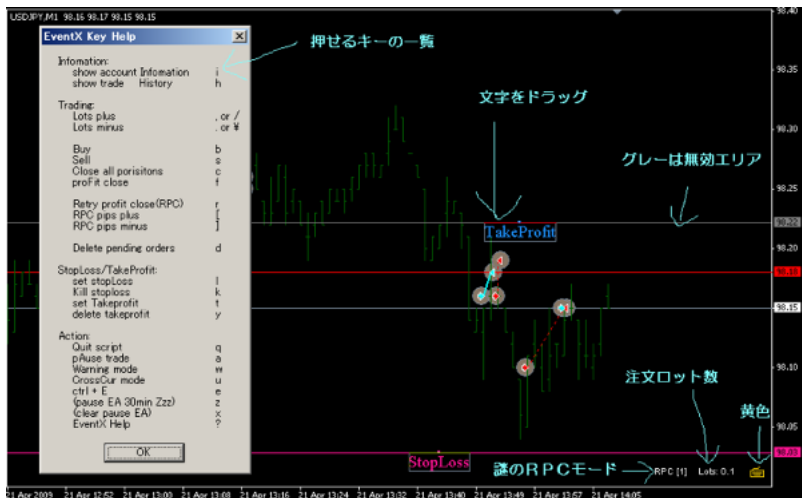 USDJPY,M1 98.16 98.17 98.15 98.15
EventX Key Help
Infomation:
show account Infomation i
show trade History h
Trading:
Lots plus , or /
Lots minus . or ¥
Buy b
Sell s
Close all porisitons c
proFit close f
Retry profit close(RPC) r
RPC pips plus [
RPC pips minus ]
Delete pending orders d
StopLoss/TakeProfit:
set stopLoss l
Kill stoploss k
set Takeprofit t
delete takeprofit y
Action:
Quit script q
pAuse trade a
Warning mode w
CrossCur mode u
ctrl + E e
(pause EA 30min Zzz) z
(clear pause EA) x
EventX Help ?
OK
押せるキーの一覧
文字をドラッグ
グレーは無効エリア
TakeProfit
注文ロット数
黄色
StopLoss
謎のRPCモード
RPC [1] Lots: 0.1
98.40
98.35
98.30
98.25
98.22
98.20
98.18
98.15
98.10
98.05
98.03
21 Apr 2009 21 Apr 12:52 21 Apr 13:00 21 Apr 13:08 21 Apr 13:16 21 Apr 13:24 21 Apr 13:32 21 Apr 13:40 21 Apr 13:49 21 Apr 13:57 21 Apr 14:05